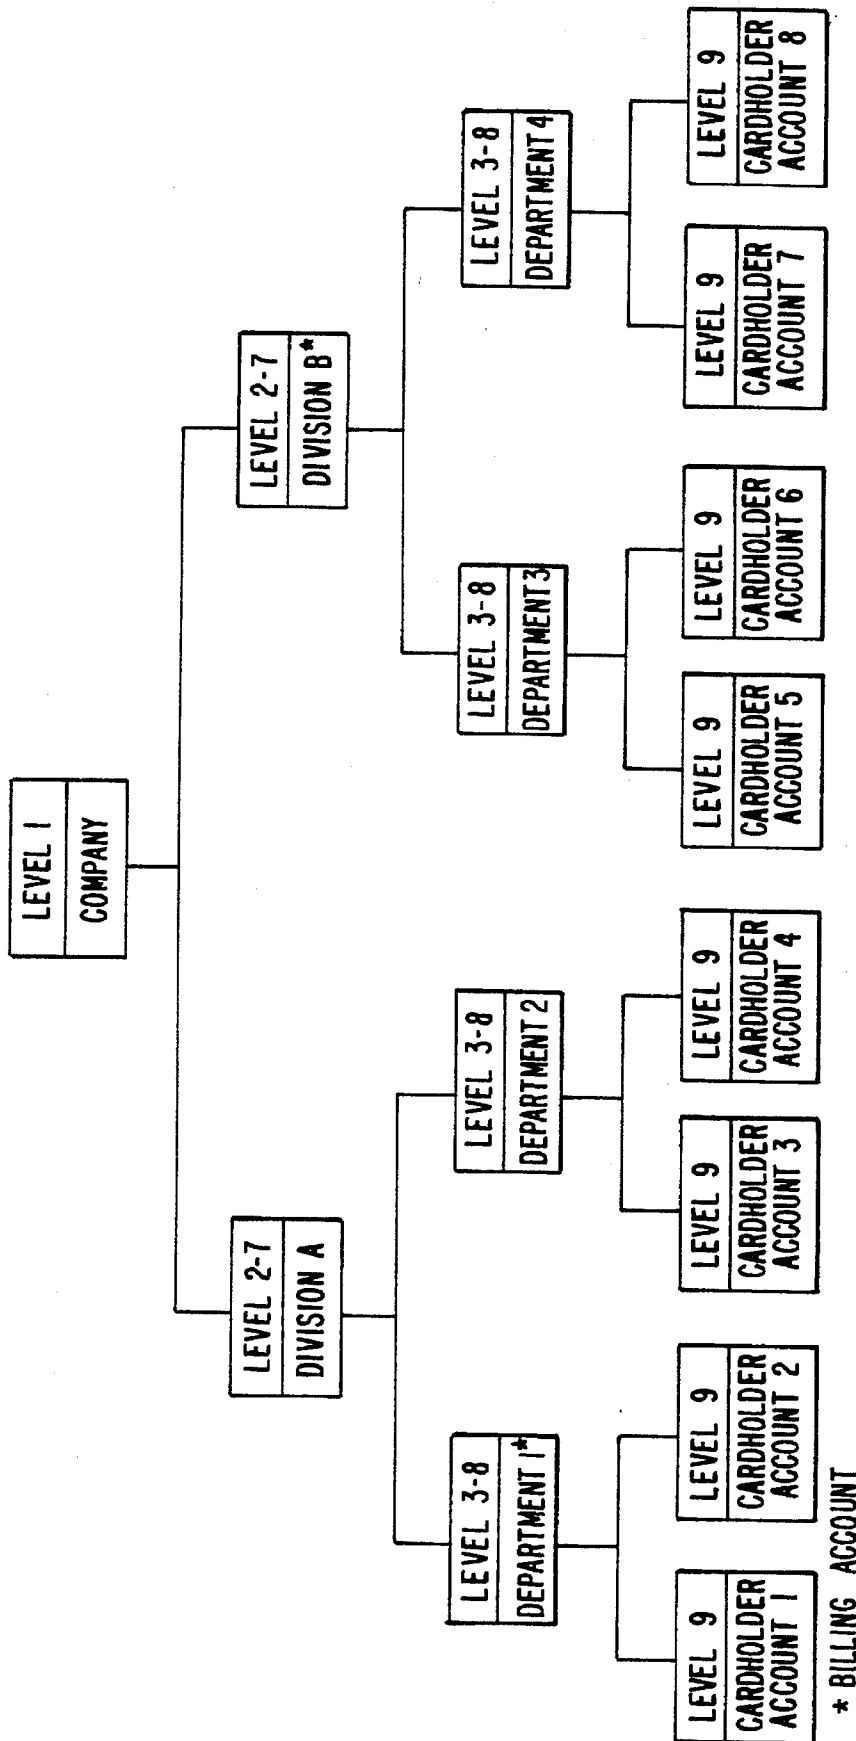 LEVEL 1
COMPANY
LEVEL 2-7
DIVISION A
LEVEL 2-7
DIVISION B*
LEVEL 3-8
DEPARTMENT 1*
LEVEL 3-8
DEPARTMENT 2
LEVEL 3-8
DEPARTMENT 3
LEVEL 3-8
DEPARTMENT 4
LEVEL 9
CARDHOLDER
ACCOUNT 1
LEVEL 9
CARDHOLDER
ACCOUNT 2
LEVEL 9
CARDHOLDER
ACCOUNT 3
LEVEL 9
CARDHOLDER
ACCOUNT 4
LEVEL 9
CARDHOLDER
ACCOUNT 5
LEVEL 9
CARDHOLDER
ACCOUNT 6
LEVEL 9
CARDHOLDER
ACCOUNT 7
LEVEL 9
CARDHOLDER
ACCOUNT 8
* BILLING ACCOUNT